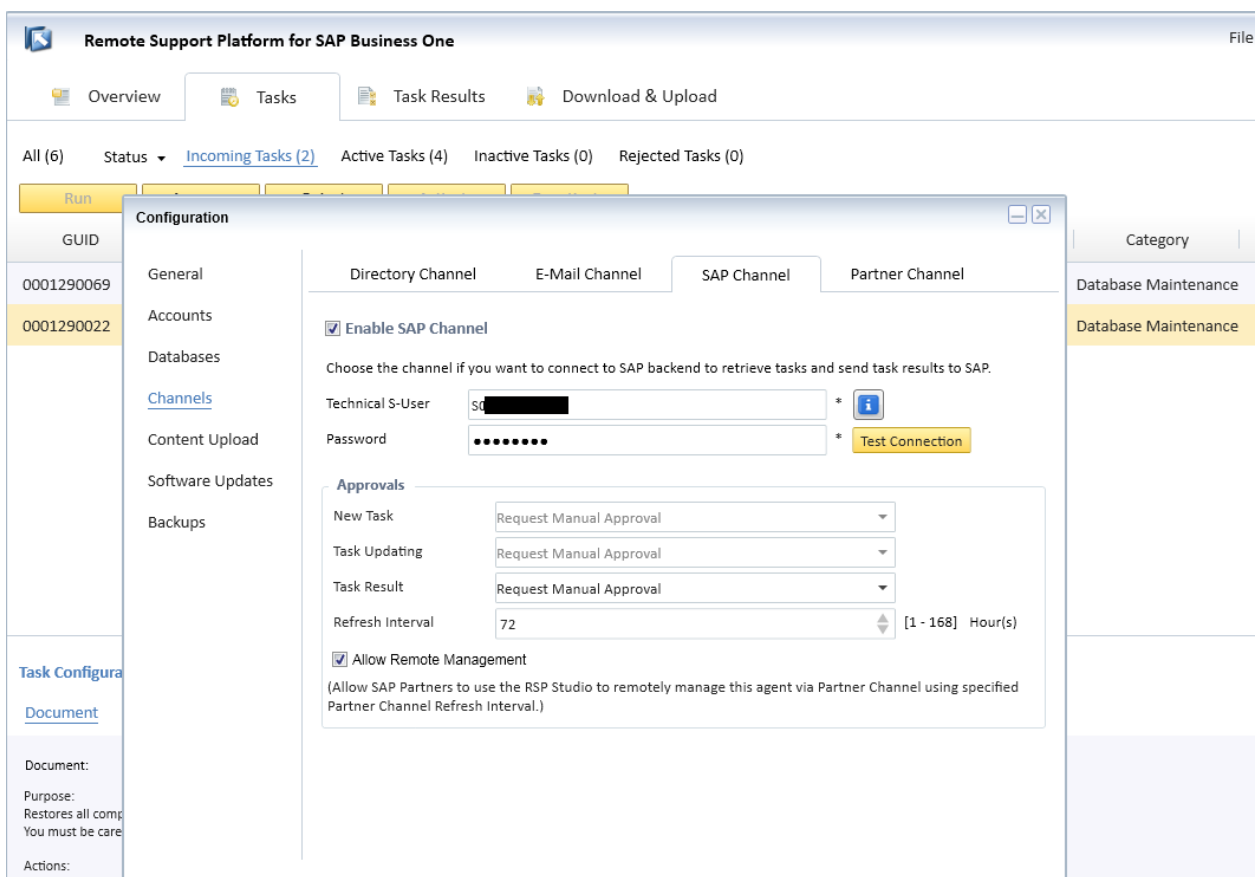 Remote Support Platform for SAP Business One
File
Overview
Tasks
Task Results
Download & Upload
All (6)
Status
Incoming Tasks (2)
Active Tasks (4)
Inactive Tasks (0)
Rejected Tasks (0)
Run
Configuration
GUID
Category
General
Directory Channel
E-Mail Channel
SAP Channel
Partner Channel
0001290069
Database Maintenance
Accounts
0001290022
Enable SAP Channel
Database Maintenance
Databases
Choose the channel if you want to connect to SAP backend to retrieve tasks and send task results to SAP.
Channels
Technical S-User
S0
*
Content Upload
Password
••••••••
*
Test Connection
Software Updates
Approvals
Backups
New Task
Request Manual Approval
Task Updating
Request Manual Approval
Task Result
Request Manual Approval
Refresh Interval
72
[1 - 168] Hour(s)
Allow Remote Management
(Allow SAP Partners to use the RSP Studio to remotely manage this agent via Partner Channel using specified
Partner Channel Refresh Interval.)
Task Configura
Document
Document:
Purpose:
Restores all comp
You must be care
Actions: